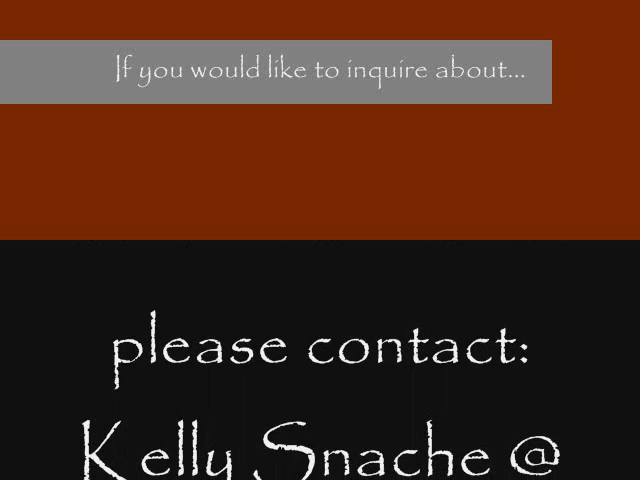 If you would like to inquire about...
please contact:
Kelly Snache @